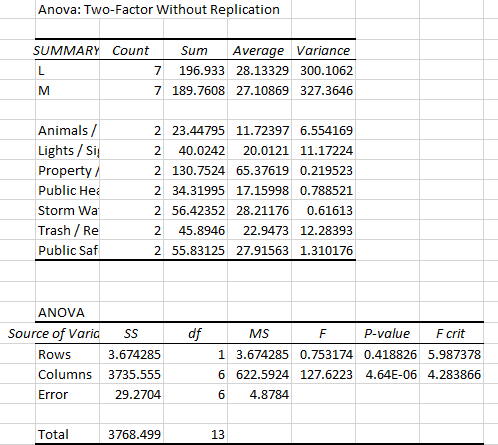 Anova: Two-Factor Without Replication
SUMMARY Count Sum Average Variance
L 7 196.933 28.13329 300.1062
M 7 189.7608 27.10869 327.3646
Animals / 2 23.44795 11.72397 6.554169
Lights / Si 2 40.0242 20.0121 11.17224
Property / 2 130.7524 65.37619 0.219523
Public Hea 2 34.31995 17.15998 0.788521
Storm Wa 2 56.42352 28.21176 0.61613
Trash / Re 2 45.8946 22.9473 12.28393
Public Saf 2 55.83125 27.91563 1.310176
ANOVA
Source of Varia SS df MS F P-value F crit
Rows 3.674285 1 3.674285 0.753174 0.418826 5.987378
Columns 3735.555 6 622.5924 127.6223 4.64E-06 4.283866
Error 29.2704 6 4.8784
Total 3768.499 13